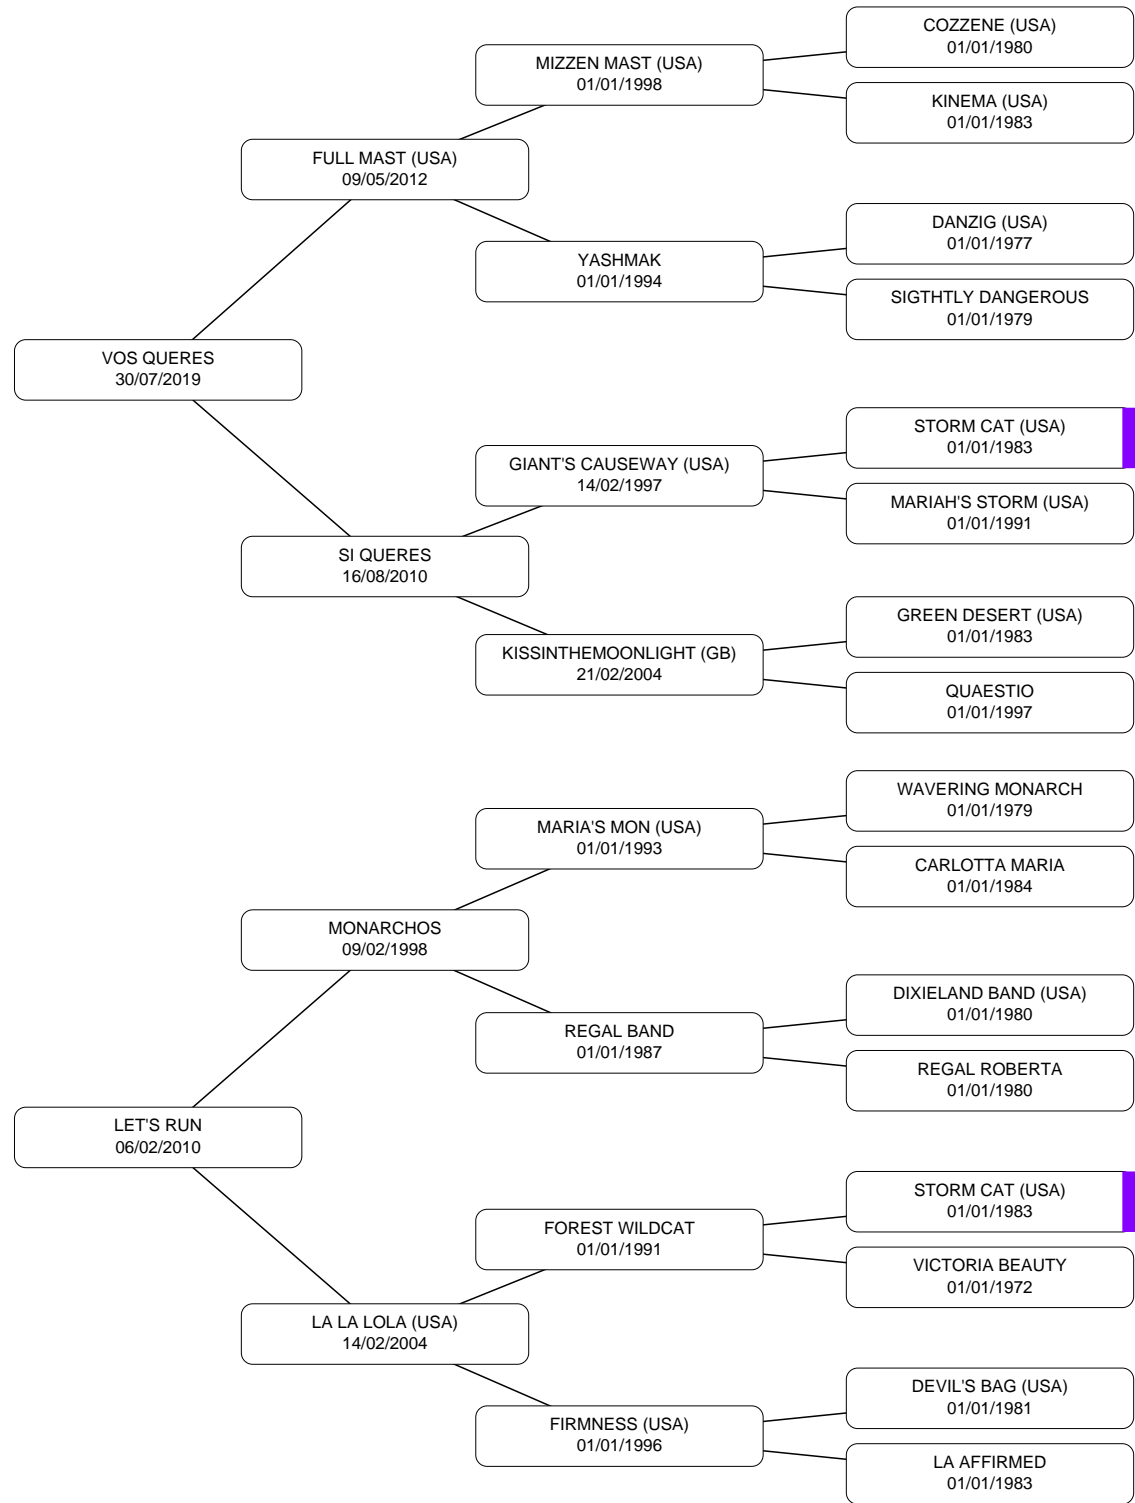 COZZENE (USA)
01/01/1980
MIZZEN MAST (USA)
01/01/1998
KINEMA (USA)
01/01/1983
FULL MAST (USA)
09/05/2012
DANZIG (USA)
01/01/1977
YASHMAK
01/01/1994
SIGTHTLY DANGEROUS
01/01/1979
VOS QUERES
30/07/2019
STORM CAT (USA)
01/01/1983
GIANT'S CAUSEWAY (USA)
14/02/1997
MARIAH'S STORM (USA)
01/01/1991
SI QUERES
16/08/2010
GREEN DESERT (USA)
01/01/1983
KISSINTHEMOONLIGHT (GB)
21/02/2004
QUAESTIO
01/01/1997
WAVERING MONARCH
01/01/1979
MARIA'S MON (USA)
01/01/1993
CARLOTTA MARIA
01/01/1984
MONARCHOS
09/02/1998
DIXIELAND BAND (USA)
01/01/1980
REGAL BAND
01/01/1987
REGAL ROBERTA
01/01/1980
LET'S RUN
06/02/2010
STORM CAT (USA)
01/01/1983
FOREST WILDCAT
01/01/1991
VICTORIA BEAUTY
01/01/1972
LA LA LOLA (USA)
14/02/2004
DEVIL'S BAG (USA)
01/01/1981
FIRMNESS (USA)
01/01/1996
LA AFFIRMED
01/01/1983